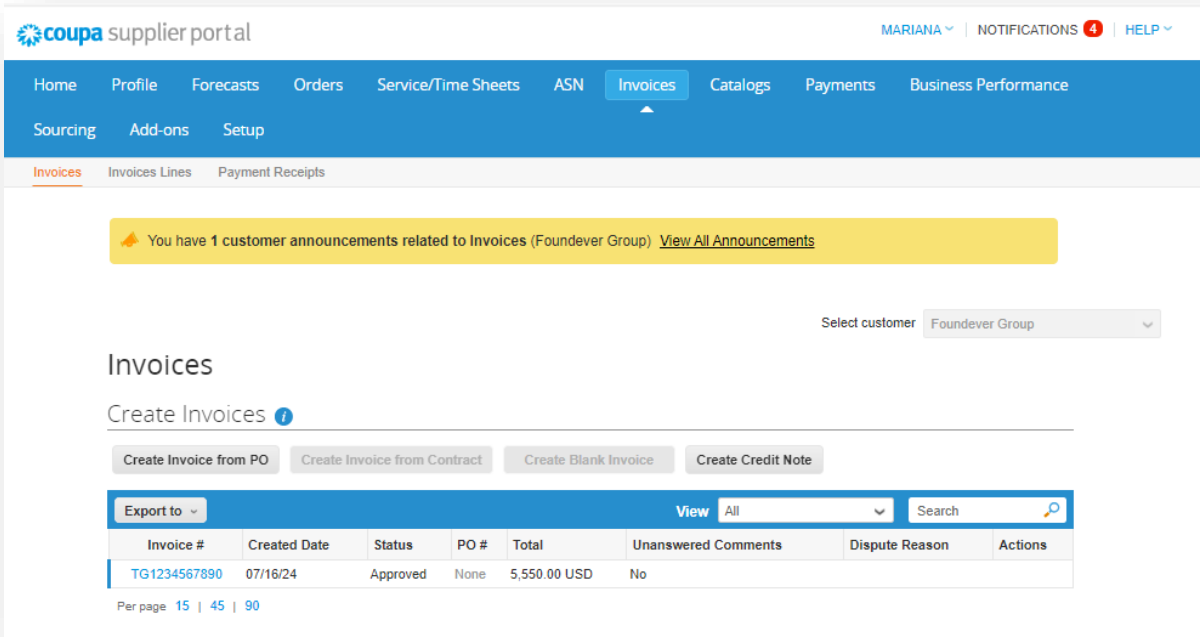 coupa supplier portal
MARIANA NOTIFICATIONS 4 HELP
Home Profile Forecasts Orders Service/Time Sheets ASN Invoices Catalogs Payments Business Performance
Sourcing Add-ons Setup
Invoices Invoices Lines Payment Receipts
You have 1 customer announcements related to Invoices (Foundever Group) View All Announcements
Select customer Foundever Group
Invoices
Create Invoices i
Create Invoice from PO Create Invoice from Contract Create Blank Invoice Create Credit Note
Export to View All Search
Invoice # Created Date Status PO # Total Unanswered Comments Dispute Reason Actions
TG1234567890 07/16/24 Approved None 5,550.00 USD No
Per page 15 | 45 | 90